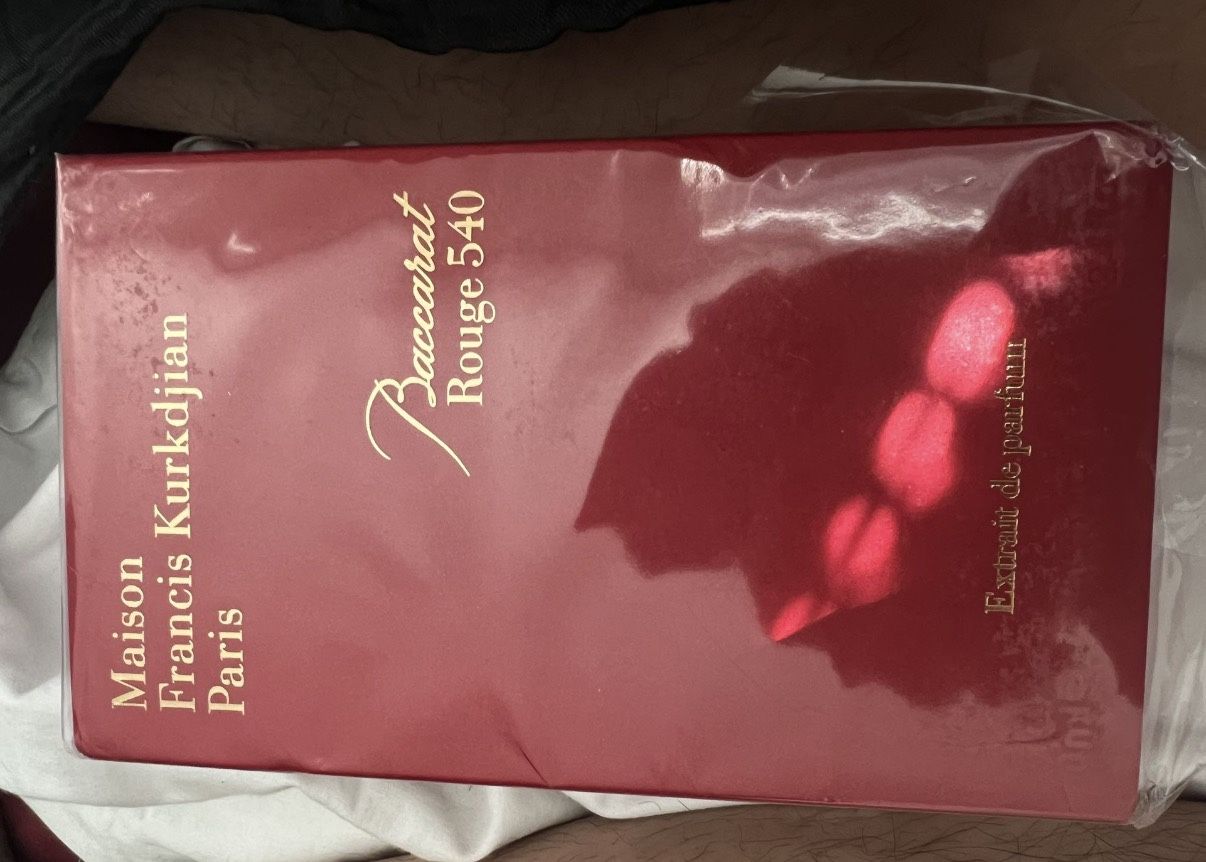 Maison
Francis Kurkdjian
Paris
Baccarat
Rouge 540
Extrait de parfum